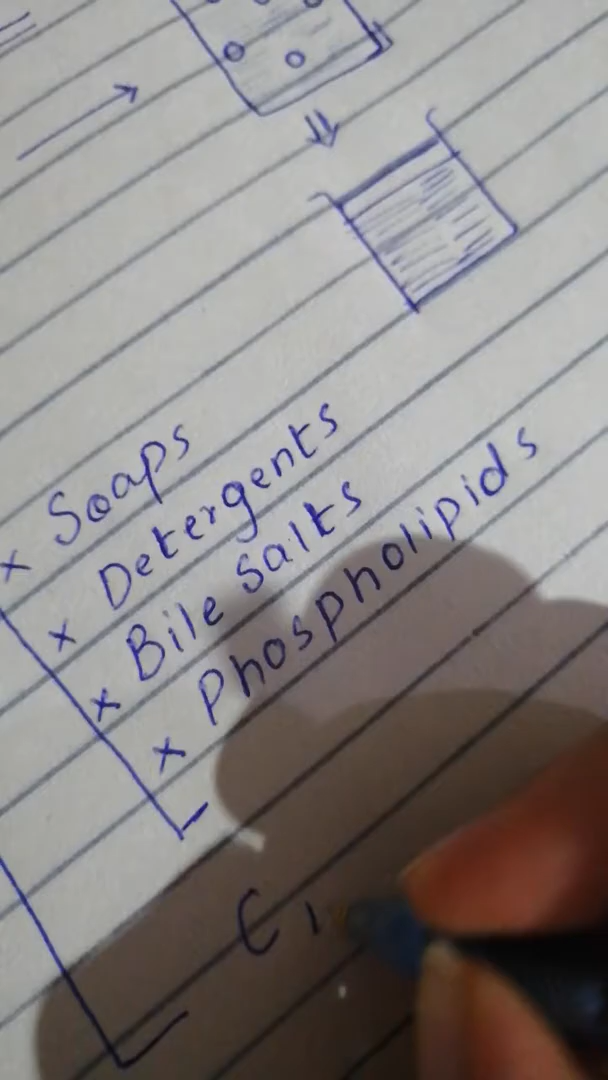 × Soaps
× Detergents
× Bile salts
× Phospholipids